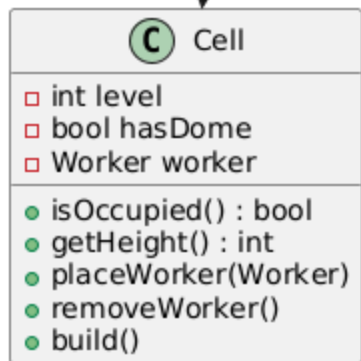 C Cell
int level
bool hasDome
Worker worker
isOccupied() : bool
getHeight() : int
placeWorker(Worker)
removeWorker()
build()